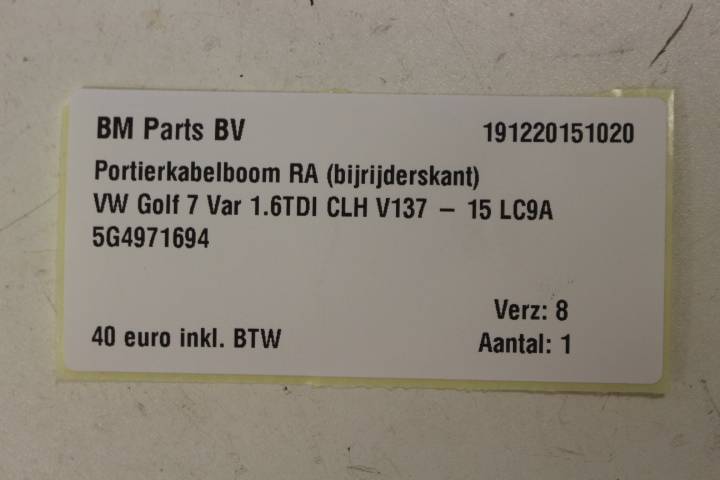 BM Parts BV 191220151020
Portierkabelboom RA (bijrijderskant)
VW Golf 7 Var 1.6TDI CLH V137 – 15 LC9A
5G4971694
Verz: 8
40 euro inkl. BTW Aantal: 1